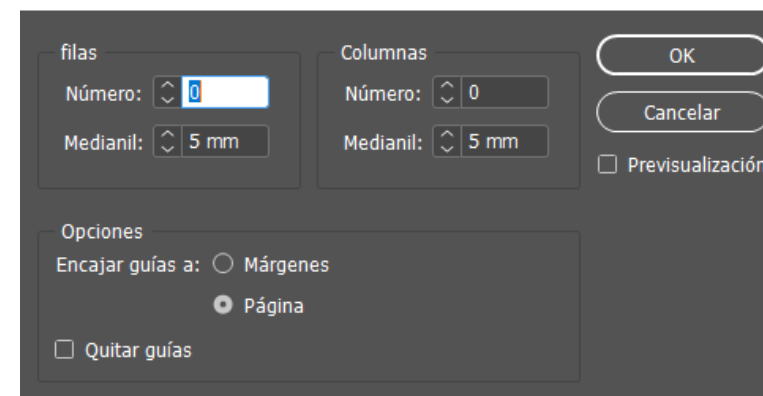 filas
Número: 0
Medianil: 5 mm
Columnas
Número: 0
Medianil: 5 mm
OK
Cancelar
Previsualización
Opciones
Encajar guías a: Márgenes
Página
Quitar guías